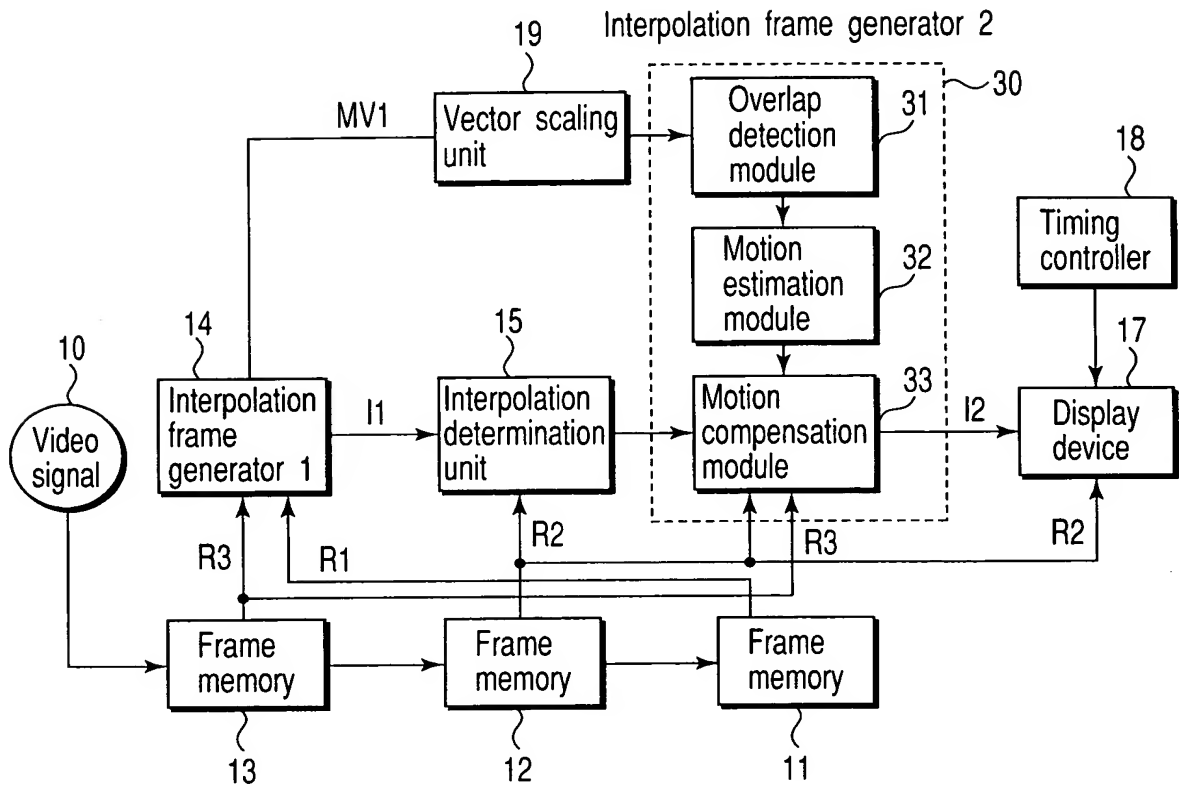 Interpolation frame generator 2
19
30
MV1
Vector scaling
unit
Overlap
detection
module
31
18
Timing
controller
Motion
estimation
module
32
14
15
17
10
Video
signal
Interpolation
frame
generator 1
I1
Interpolation
determination
unit
Motion
compensation
module
33
I2
Display
device
R3
R1
R2
R3
R2
Frame
memory
Frame
memory
Frame
memory
13
12
11